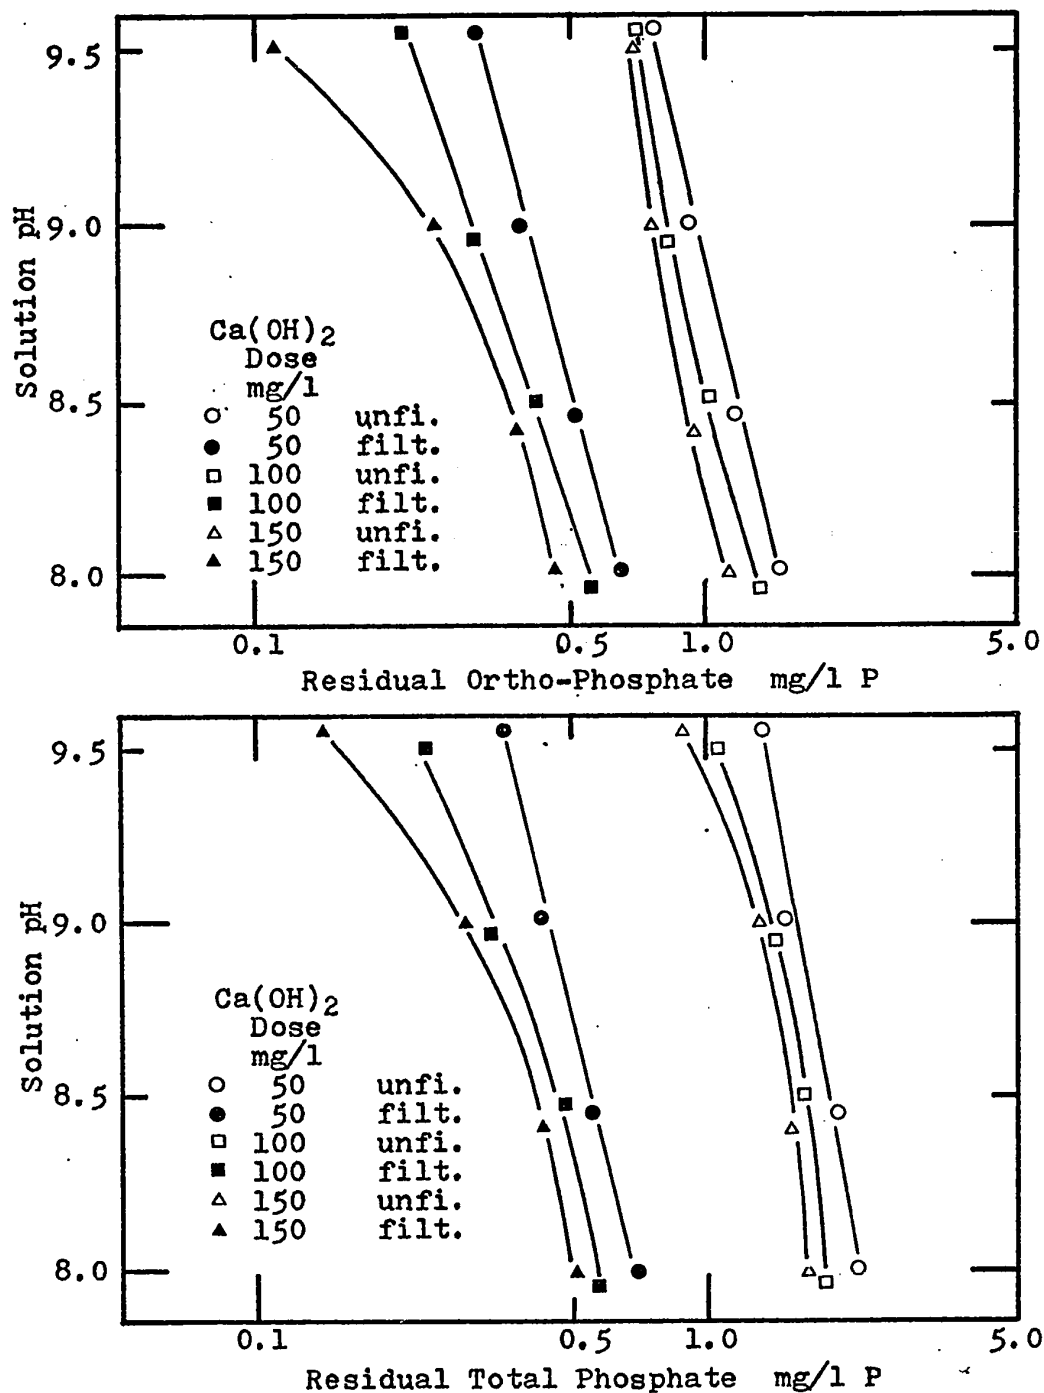 9.5
9.0
8.5
8.0
Solution pH
Ca(OH)2
Dose
mg/l
50 unfi.
50 filt.
100 unfi.
100 filt.
150 unfi.
150 filt.
0.1 0.5 1.0 5.0
Residual Ortho-Phosphate mg/l P
9.5
9.0
8.5
8.0
Solution pH
Ca(OH)2
Dose
mg/l
50 unfi.
50 filt.
100 unfi.
100 filt.
150 unfi.
150 filt.
0.1 0.5 1.0 5.0
Residual Total Phosphate mg/l P